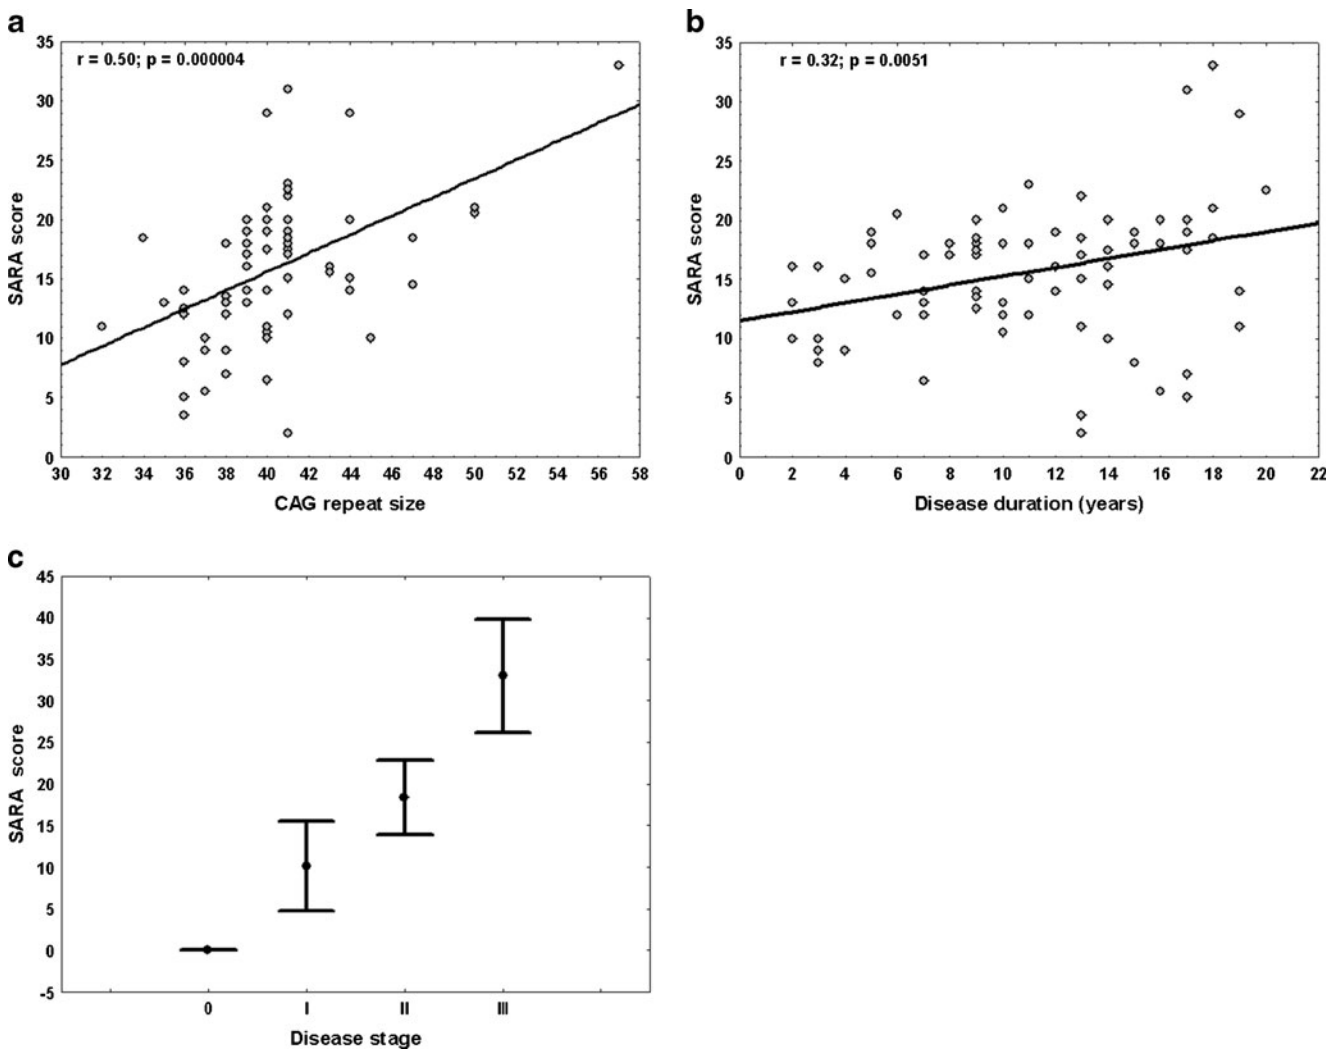 a
r = 0.50; p = 0.000004
35
30
25
20
15
10
5
0
SARA score
30 32 34 36 38 40 42 44 46 48 50 52 54 56 58
CAG repeat size
b
r = 0.32; p = 0.0051
35
30
25
20
15
10
5
0
SARA score
0 2 4 6 8 10 12 14 16 18 20 22
Disease duration (years)
c
45
40
35
30
25
20
15
10
5
0
-5
SARA score
0 I II III
Disease stage